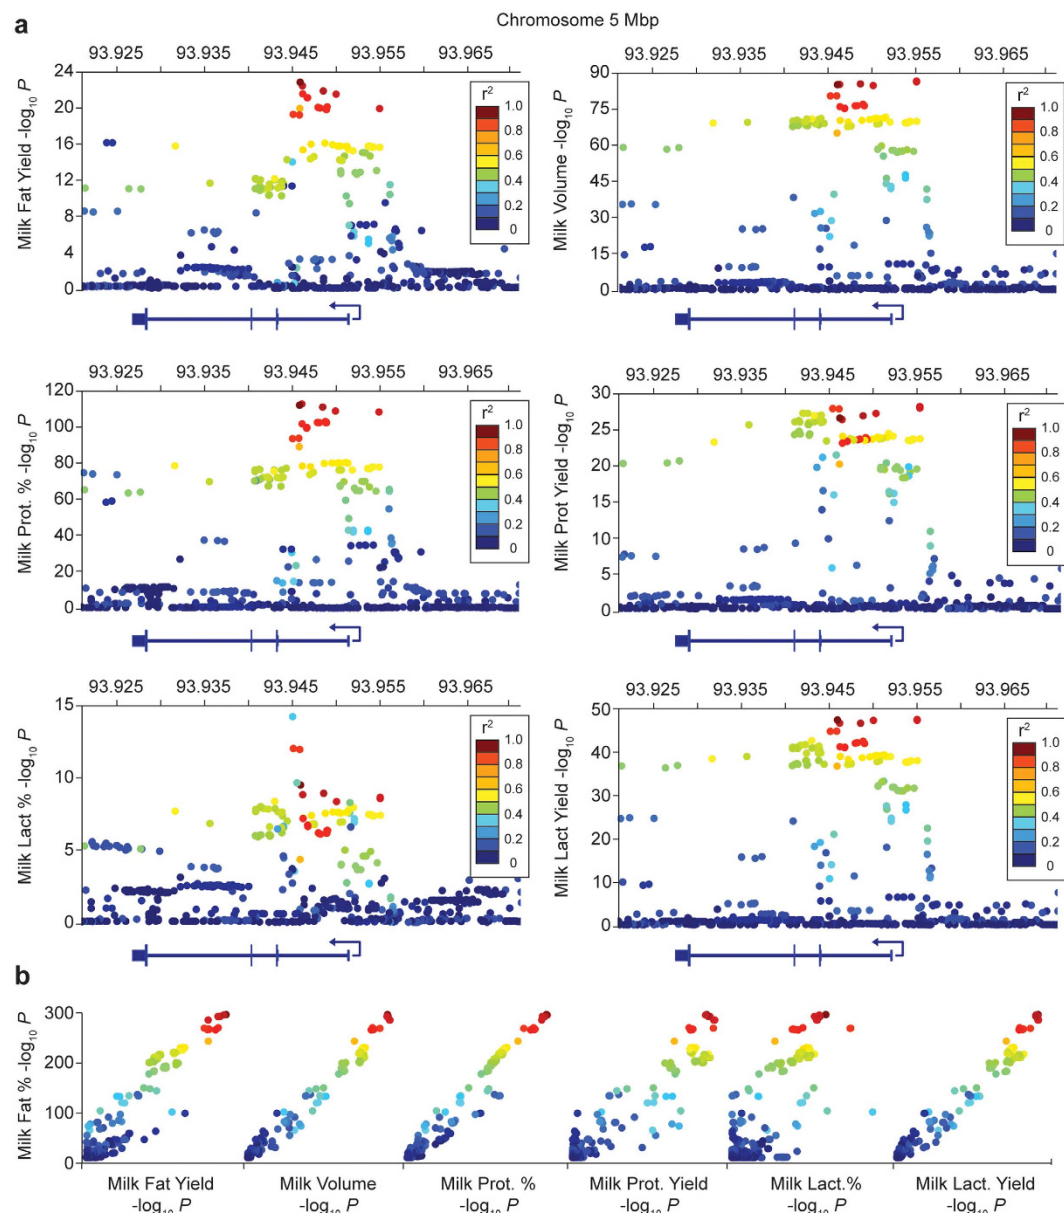 a
Chromosome 5 Mbp
93.925 93.935 93.945 93.955 93.965
Milk Fat Yield -log₁₀ P
24
20
16
12
8
4
0
r²
1.0
0.8
0.6
0.4
0.2
0
93.925 93.935 93.945 93.955 93.965
Milk Volume -log₁₀ P
90
75
60
45
30
15
0
r²
1.0
0.8
0.6
0.4
0.2
0
93.925 93.935 93.945 93.955 93.965
Milk Prot. % -log₁₀ P
120
100
80
60
40
20
0
r²
1.0
0.8
0.6
0.4
0.2
0
93.925 93.935 93.945 93.955 93.965
Milk Prot Yield -log₁₀ P
30
25
20
15
10
5
0
r²
1.0
0.8
0.6
0.4
0.2
0
93.925 93.935 93.945 93.955 93.965
Milk Lact % -log₁₀ P
15
10
5
0
r²
1.0
0.8
0.6
0.4
0.2
0
93.925 93.935 93.945 93.955 93.965
Milk Lact Yield -log₁₀ P
50
40
30
20
10
0
r²
1.0
0.8
0.6
0.4
0.2
0
b
Milk Fat % -log₁₀ P
300
200
100
0
Milk Fat Yield
-log₁₀ P
Milk Volume
-log₁₀ P
Milk Prot. %
-log₁₀ P
Milk Prot. Yield
-log₁₀ P
Milk Lact.%
-log₁₀ P
Milk Lact. Yield
-log₁₀ P